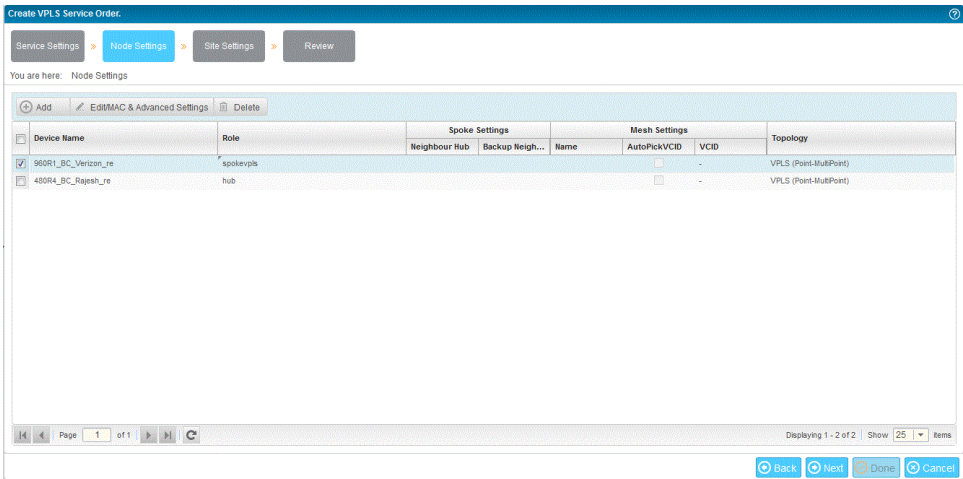 Create VPLS Service Order.
Service Settings » Node Settings » Site Settings » Review
You are here: Node Settings
Add Edit/MAC & Advanced Settings Delete
Device Name Role Spoke Settings Mesh Settings Topology
Neighbour Hub Backup Neigh... Name AutoPickVCID VCID
960R1_BC_Verizon_re spokevpls - VPLS (Point-MultiPoint)
480R4_BC_Rajesh_re hub - VPLS (Point-MultiPoint)
Page 1 of 1 Displaying 1 - 2 of 2 Show 25 items
Back Next Done Cancel